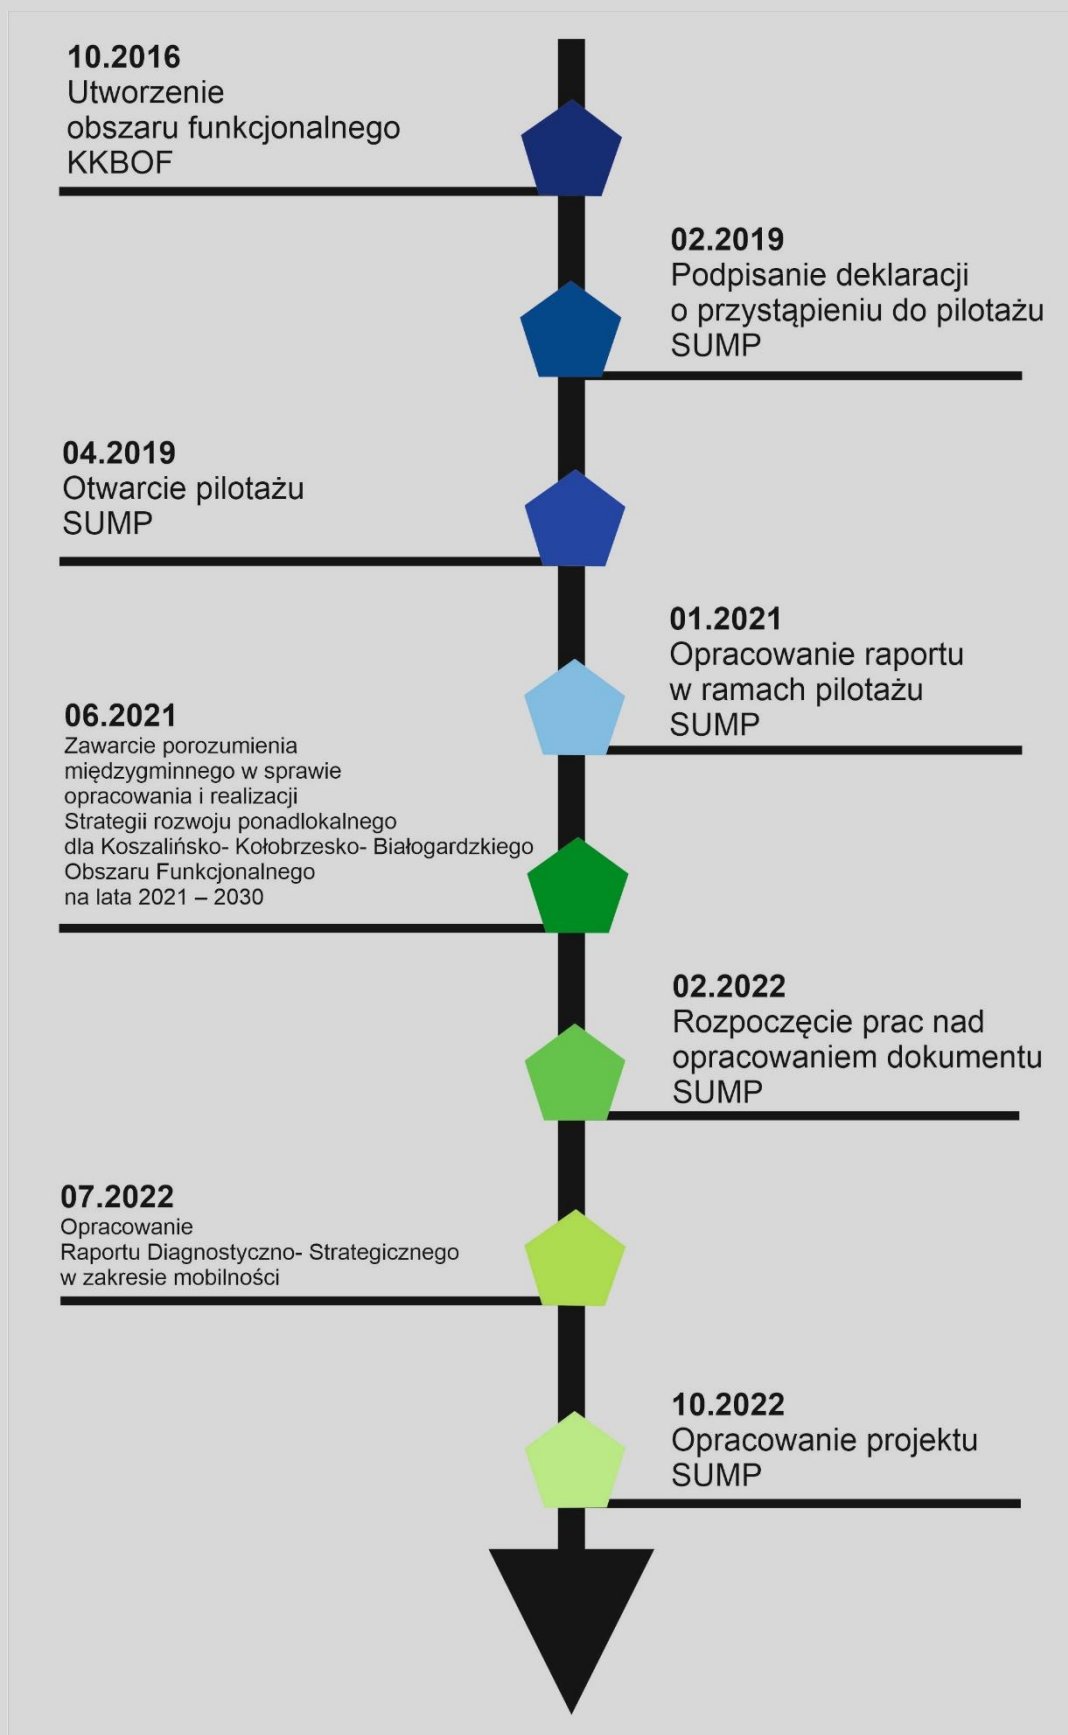 10.2016
Utworzenie
obszaru funkcjonalnego
KKBOF
02.2019
Podpisanie deklaracji
o przystąpieniu do pilotażu
SUMP
04.2019
Otwarcie pilotażu
SUMP
01.2021
Opracowanie raportu
w ramach pilotażu
SUMP
06.2021
Zawarcie porozumienia
międzygminnego w sprawie
opracowania i realizacji
Strategii rozwoju ponadlokalnego
dla Koszalińsko- Kołobrzesko- Białogardzkiego
Obszaru Funkcjonalnego
na lata 2021 – 2030
02.2022
Rozpoczęcie prac nad
opracowaniem dokumentu
SUMP
07.2022
Opracowanie
Raportu Diagnostyczno- Strategicznego
w zakresie mobilności
10.2022
Opracowanie projektu
SUMP